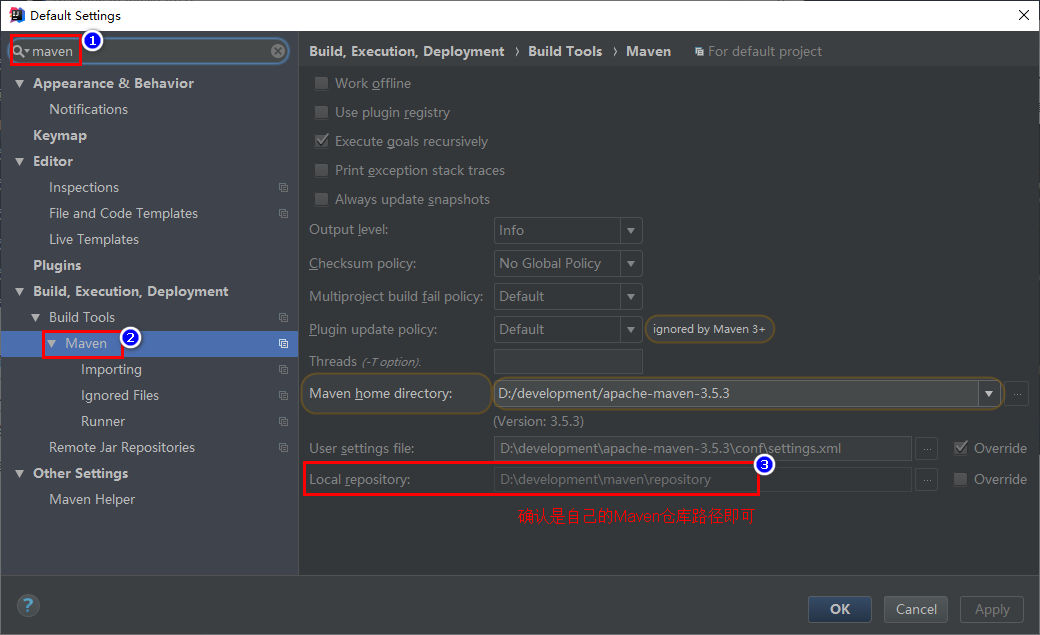 Default Settings
maven
1
Appearance & Behavior
Notifications
Keymap
Editor
Inspections
File and Code Templates
Live Templates
Plugins
Build, Execution, Deployment
Build Tools
Maven
2
Importing
Ignored Files
Runner
Remote Jar Repositories
Other Settings
Maven Helper
Build, Execution, Deployment › Build Tools › Maven For default project
Work offline
Use plugin registry
Execute goals recursively
Print exception stack traces
Always update snapshots
Output level: Info
Checksum policy: No Global Policy
Multiproject build fail policy: Default
Plugin update policy: Default ignored by Maven 3+
Threads (-T option).
Maven home directory: D:/development/apache-maven-3.5.3 ...
(Version: 3.5.3)
User settings file: D:\development\apache-maven-3.5.3\conf\settings.xml ... Override
3
Local repository: D:\development\maven\repository ... Override
确认是自己的Maven仓库路径即可
? OK Cancel Apply